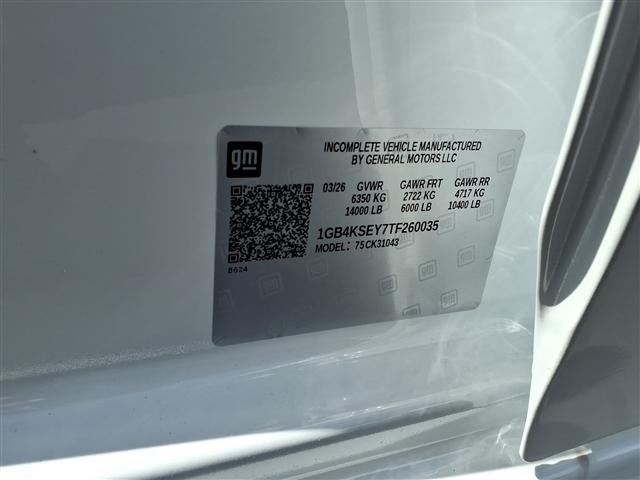 gm
INCOMPLETE VEHICLE MANUFACTURED
BY GENERAL MOTORS LLC
03/26 GVWR GAWR FRT GAWR RR
6350 KG 2722 KG 4717 KG
14000 LB 6000 LB 10400 LB
1GB4KSEY7TF260035
MODEL: 75CK31043
8624